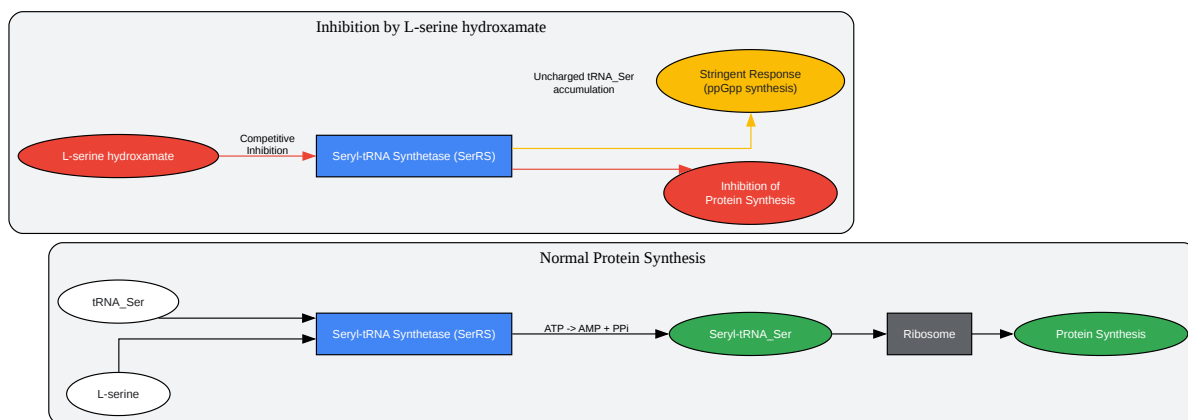 Inhibition by L-serine hydroxamate
Uncharged tRNA_Ser
accumulation
Stringent Response
(ppGpp synthesis)
L-serine hydroxamate
Competitive
Inhibition
Seryl-tRNA Synthetase (SerRS)
Inhibition of
Protein Synthesis
Normal Protein Synthesis
tRNA_Ser
L-serine
Seryl-tRNA Synthetase (SerRS)
ATP -> AMP + PPi
Seryl-tRNA_Ser
Ribosome
Protein Synthesis